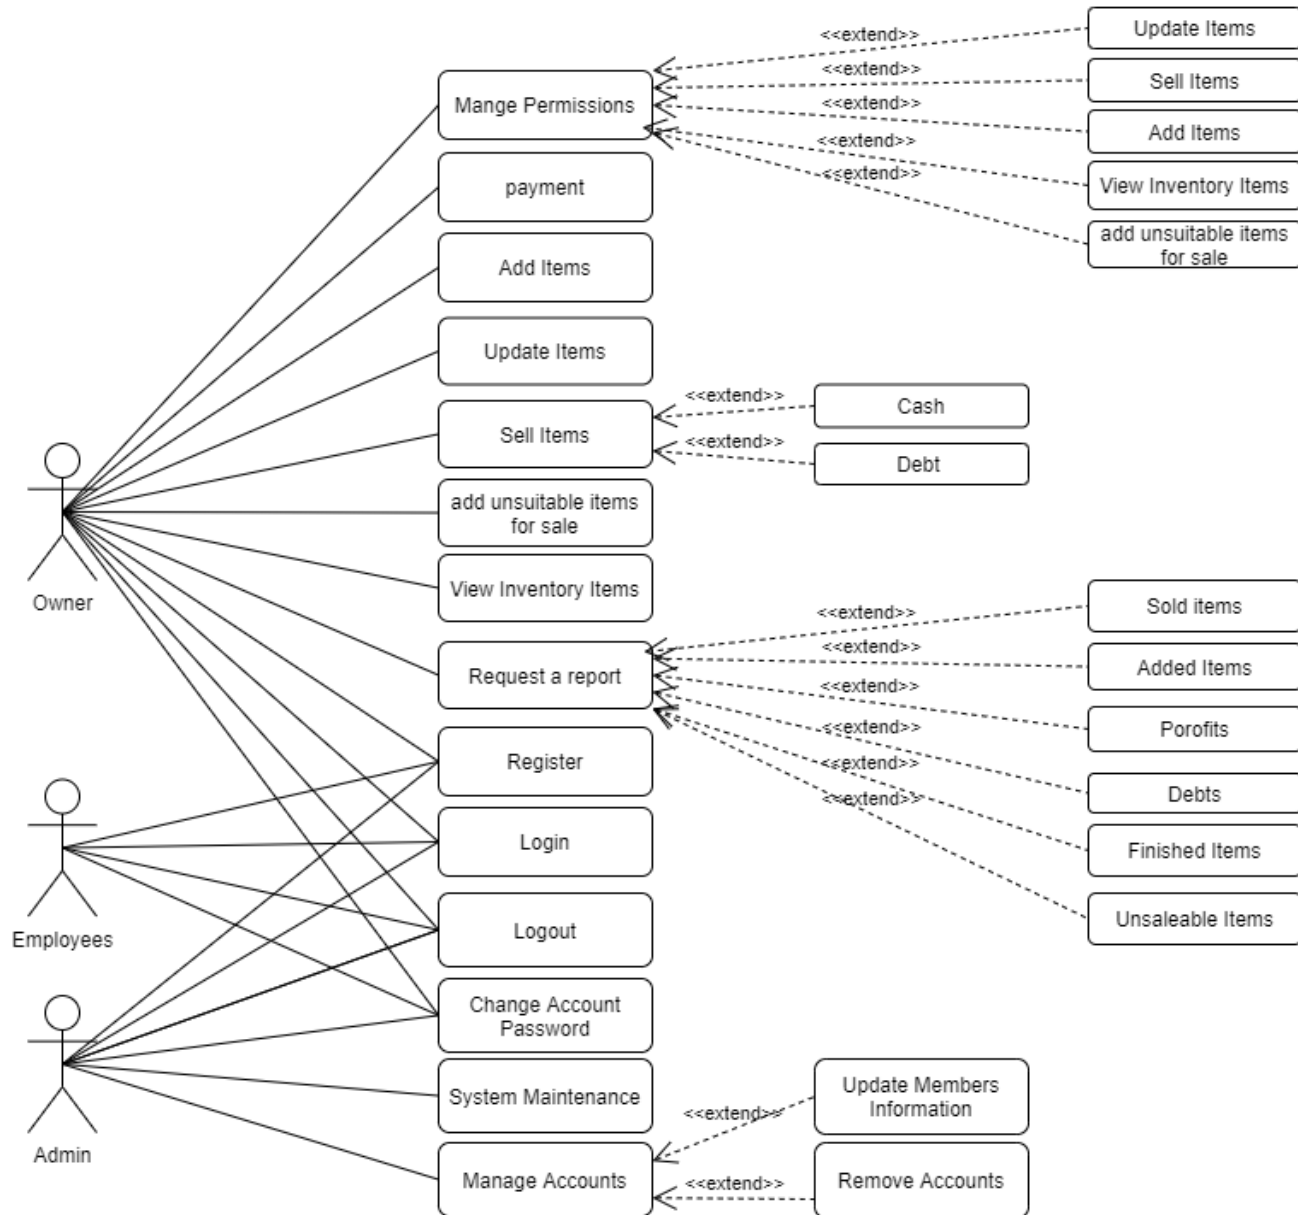 <<extend>>
Update Items
<<extend>>
Sell Items
Mange Permissions
<<extend>>
Add Items
<<extend>>
View Inventory Items
<<extend>>
payment
add unsuitable items
for sale
Add Items
Update Items
<<extend>>
Cash
Sell Items
<<extend>>
Debt
add unsuitable items
for sale
View Inventory Items
Owner
<<extend>>
Sold items
<<extend>>
Added Items
Request a report
<<extend>>
Porofits
<<extend>>
Register
<<extend>>
Debts
<<extend>>
Login
Finished Items
Employees
Logout
Unsaleable Items
Change Account
Password
System Maintenance
Update Members
Information
<<extend>>
Admin
Manage Accounts
<<extend>>
Remove Accounts